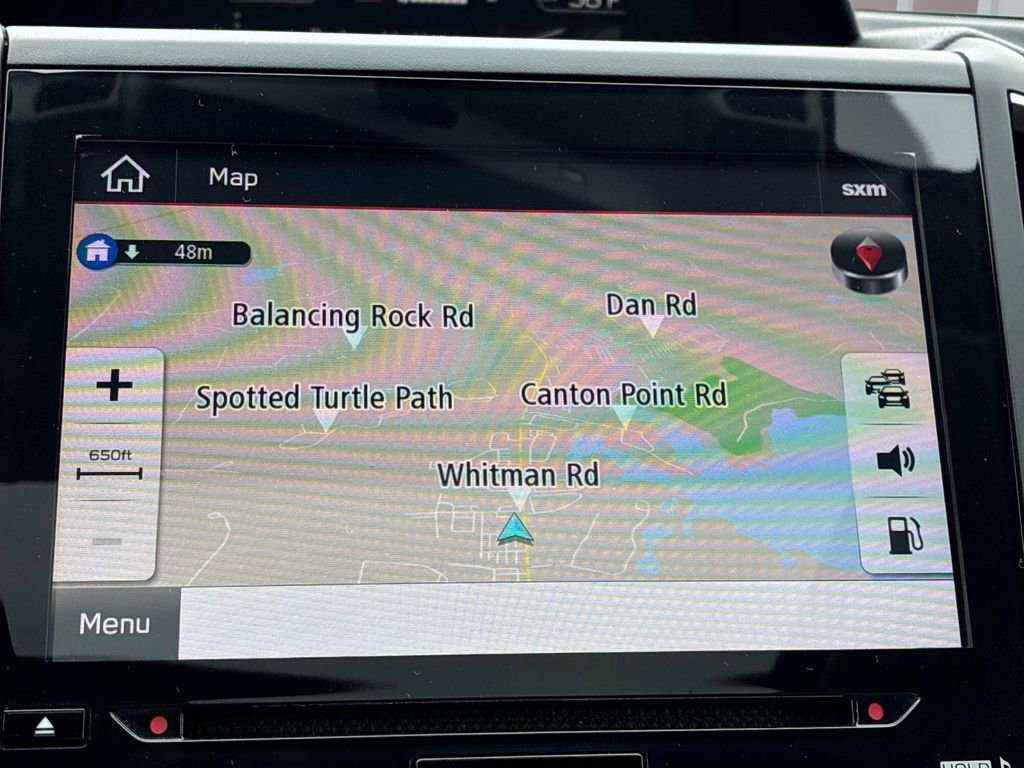 Map
sxm
48m
Balancing Rock Rd
Dan Rd
Spotted Turtle Path
Canton Point Rd
650ft
Whitman Rd
Menu